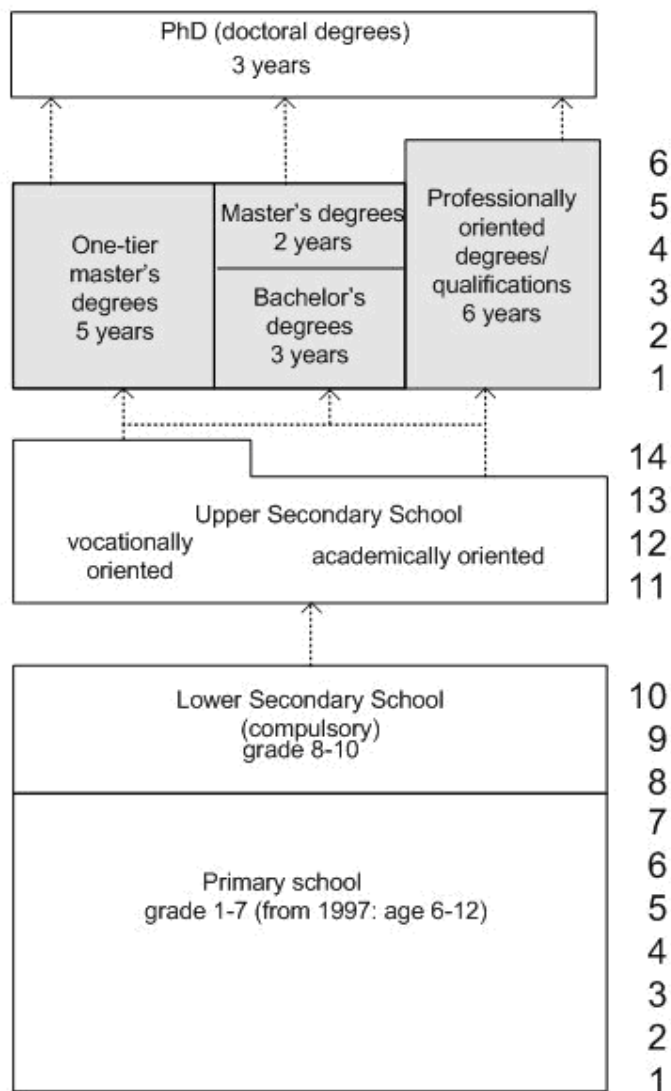 PhD (doctoral degrees)
3 years
6
5
4
3
2
1
One-tier
master's
degrees
5 years
Master's degrees
2 years
Bachelor's
degrees
3 years
Professionally
oriented
degrees/
qualifications
6 years
14
13
12
11
Upper Secondary School
vocationally
oriented
academically oriented
10
9
8
Lower Secondary School
(compulsory)
grade 8-10
7
6
5
4
3
2
1
Primary school
grade 1-7 (from 1997: age 6-12)